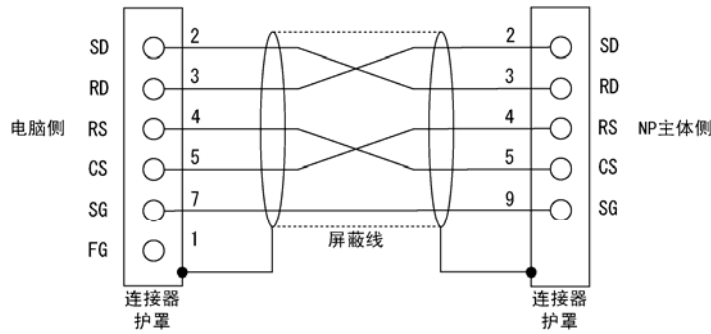 SD 2 2 SD
RD 3 3 RD
电脑侧 RS 4 4 RS NP主体侧
CS 5 5 CS
SG 7 9 SG
FG 1
屏蔽线
连接器
护罩
连接器
护罩